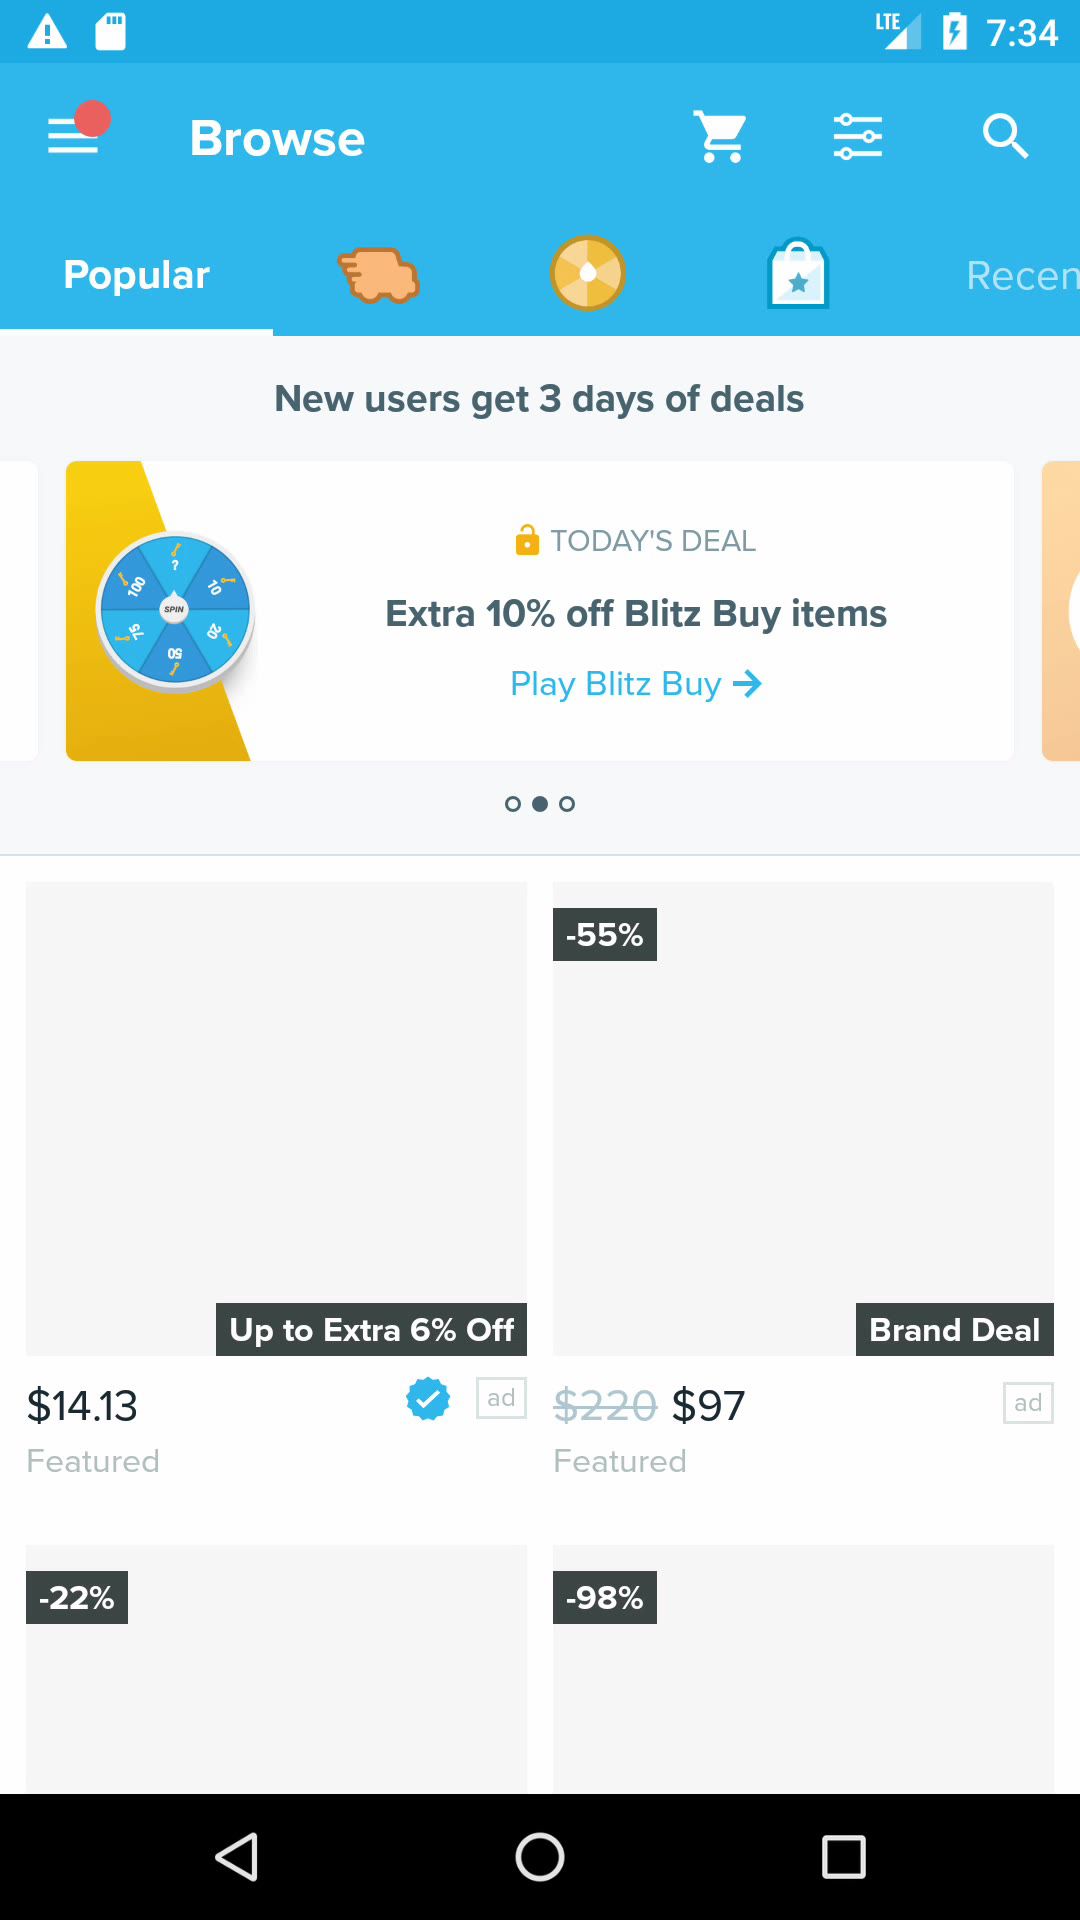 LTE 7:34
Browse
Popular
Recen
New users get 3 days of deals
TODAY'S DEAL
Extra 10% off Blitz Buy items
Play Blitz Buy
?
10
20
50
75
100
SPIN
-55%
Up to Extra 6% Off
Brand Deal
$14.13 ad
$220 $97 ad
Featured
Featured
-22%
-98%